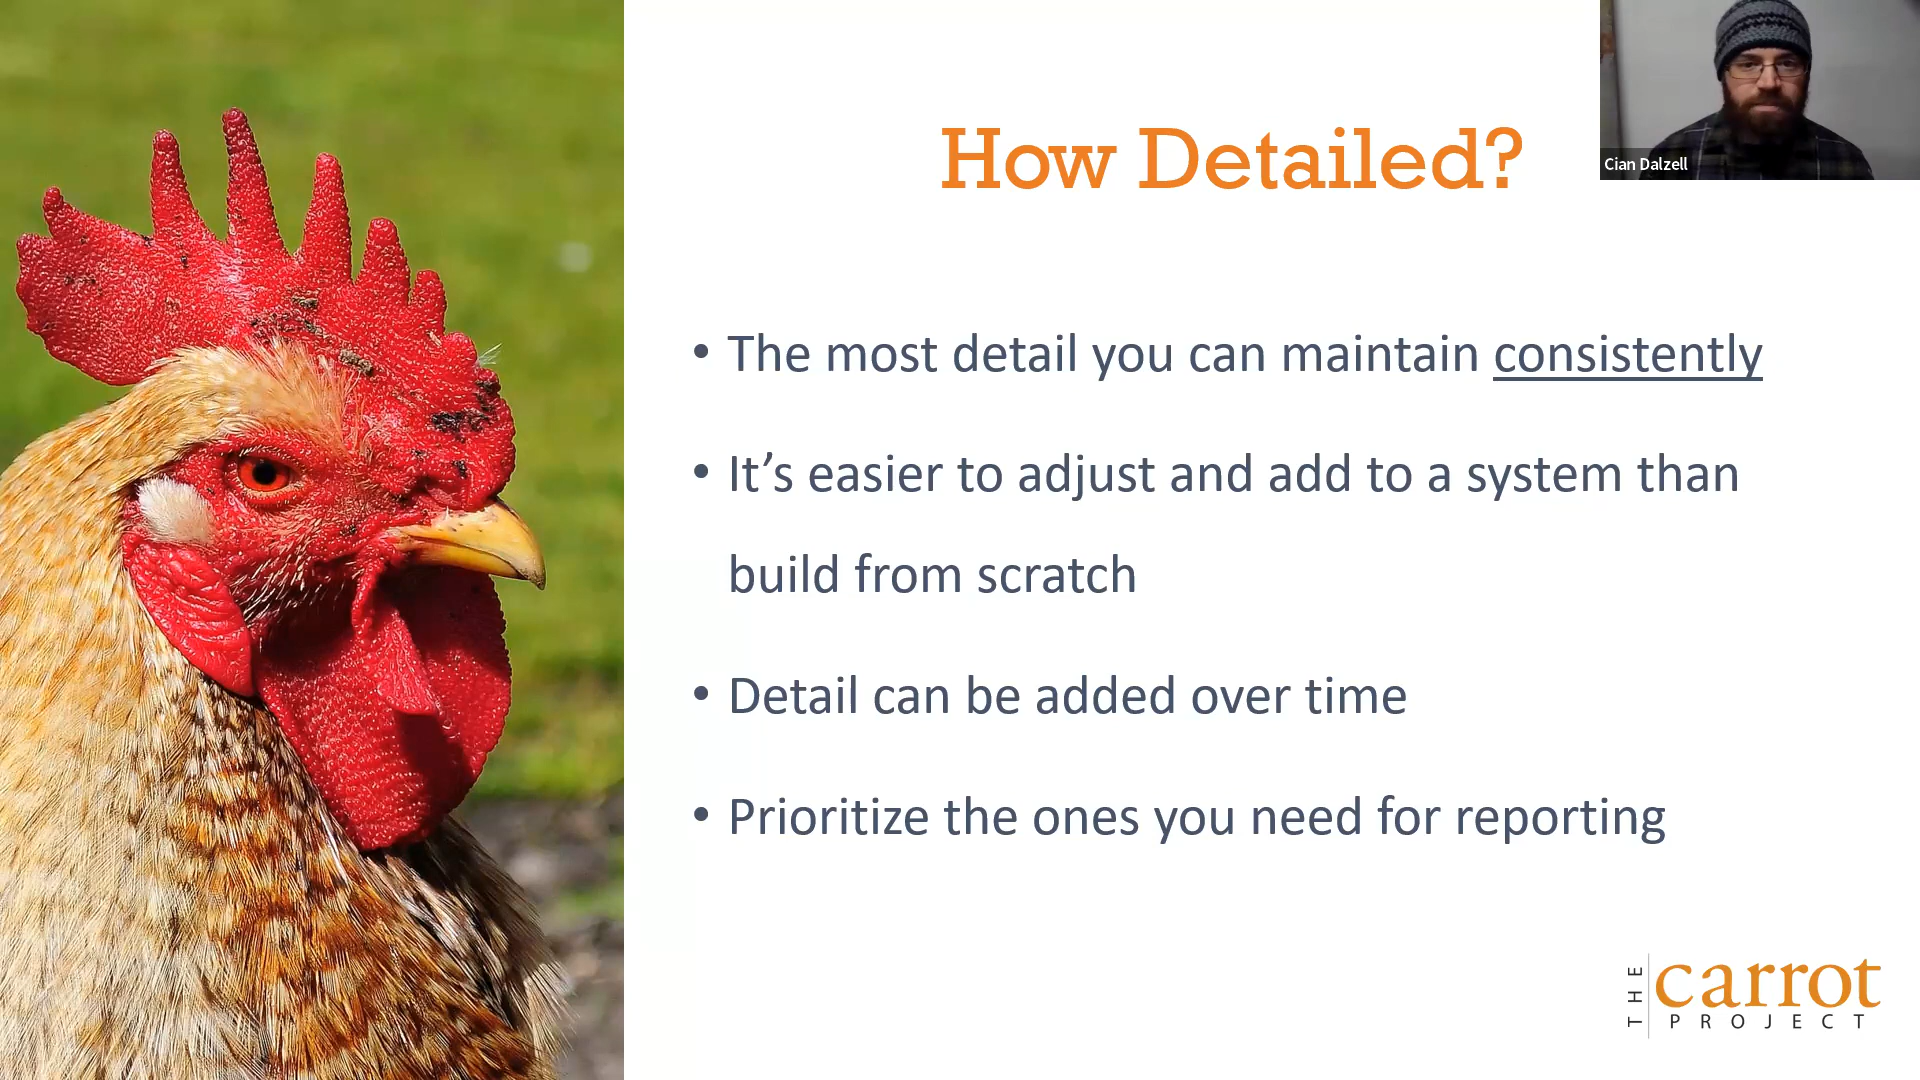 How Detailed?
Cian Dalzell
• The most detail you can maintain consistently
• It’s easier to adjust and add to a system than
build from scratch
• Detail can be added over time
• Prioritize the ones you need for reporting
THE
carrot
PROJECT